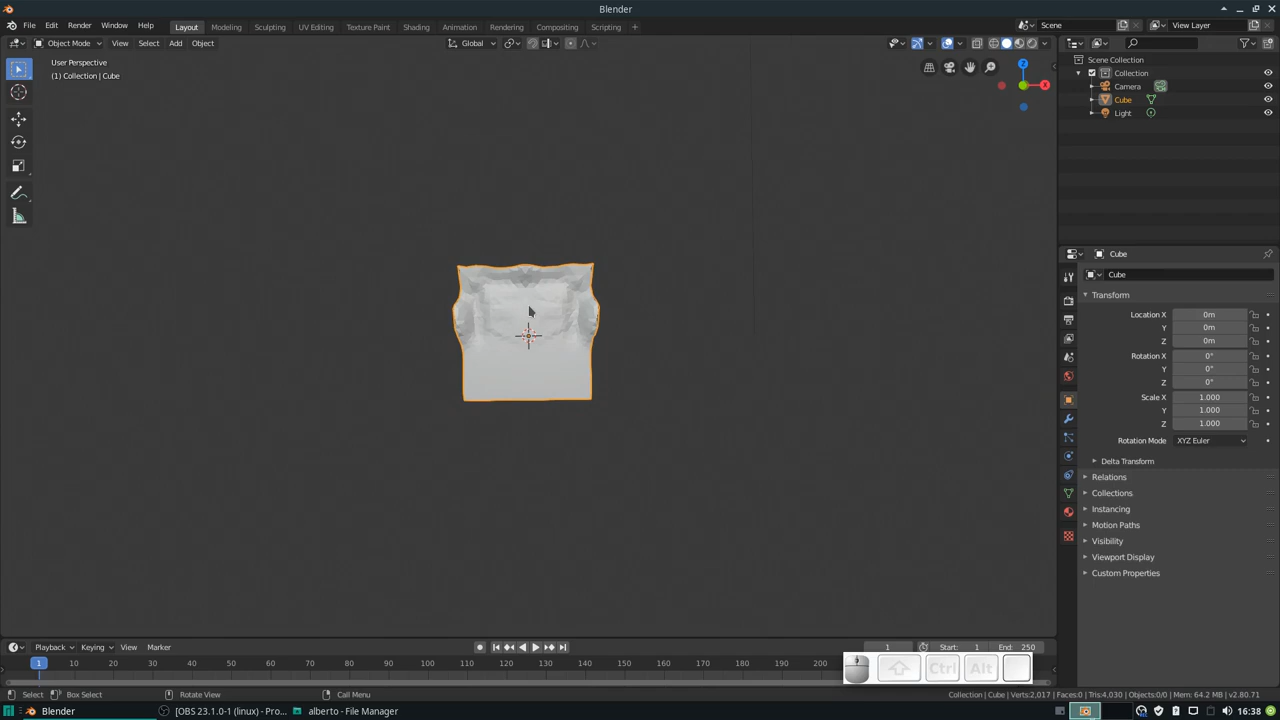 Blender
File Edit Render Window Help Layout Modeling Sculpting UV Editing Texture Paint Shading Animation Rendering Compositing Scripting + Scene View Layer
Object Mode View Select Add Object Global
User Perspective
(1) Collection | Cube
Z
X
Scene Collection
Collection
Camera
Cube
Light
Cube
Cube
Transform
Location X 0m
Y 0m
Z 0m
Rotation X 0°
Y 0°
Z 0°
Scale X 1.000
Y 1.000
Z 1.000
Rotation Mode XYZ Euler
Delta Transform
Relations
Collections
Instancing
Motion Paths
Visibility
Viewport Display
Custom Properties
Playback Keying View Marker 1 Start: 1 End: 250
1 10 20 30 40 50 60 70 80 90 100 110 120 130 140 150 160 170 180 190 200
Ctrl Alt
Select Box Select Rotate View Call Menu Collection | Cube | Verts:2,017 | Faces:0 | Tris:4,030 | Objects:0/0 | Mem: 64.2 MB | v2.80.71
Blender [OBS 23.1.0-1 (linux) - Pro... alberto - File Manager 16:38